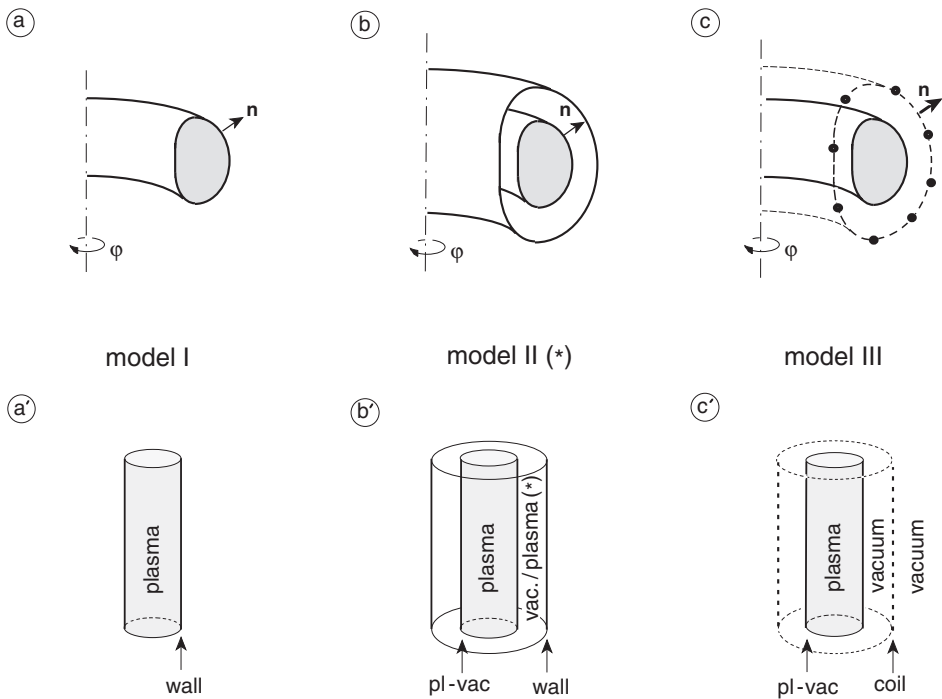 a
b
c
n
n
n
φ
φ
φ
model I
model II (*)
model III
a′
b′
c′
plasma
plasma
vac./plasma (*)
plasma
vacuum
vacuum
wall
pl-vac
wall
pl-vac
coil